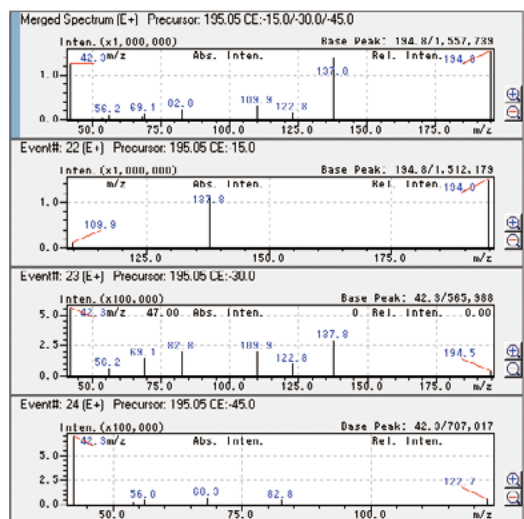 Merged Spectrum (E+) Precursor: 195.05 CE:-15.0/-30.0/-45.0
Inten. (x1,000,000) Base Peak: 194.8/1,557,739
42.3 m/z Abs. Inten. Rel. Inten. 194.8
1.0 137.0
56.2 69.1 82.0 109.9 122.8
0.0
50.0 75.0 100.0 125.0 150.0 175.0 m/z
Event#: 22 (E+) Precursor: 195.05 CE:-15.0
Inten. (x1,000,000) Base Peak: 194.8/1,512,179
m/z Abs. Inten. Rel. Inten. 194.0
1.0 137.8
109.9
0.0
125.0 150.0 175.0 m/z
Event#: 23 (E+) Precursor: 195.05 CE:-30.0
Inten. (x100,000) Base Peak: 42.3/565,988
5.0 42.3 m/z 47.00 Abs. Inten. 0. Rel. Inten. 0.00
137.8
2.5 56.2 69.1 82.8 109.9 122.8 194.5
0.0
50.0 75.0 100.0 125.0 150.0 175.0 m/z
Event#: 24 (E+) Precursor: 195.05 CE:-45.0
Inten. (x100,000) Base Peak: 42.3/707,017
42.3 m/z Abs. Inten. Rel. Inten.
5.0
2.5 56.0 68.3 82.8 122.7
0.0
50.0 75.0 100.0 m/z